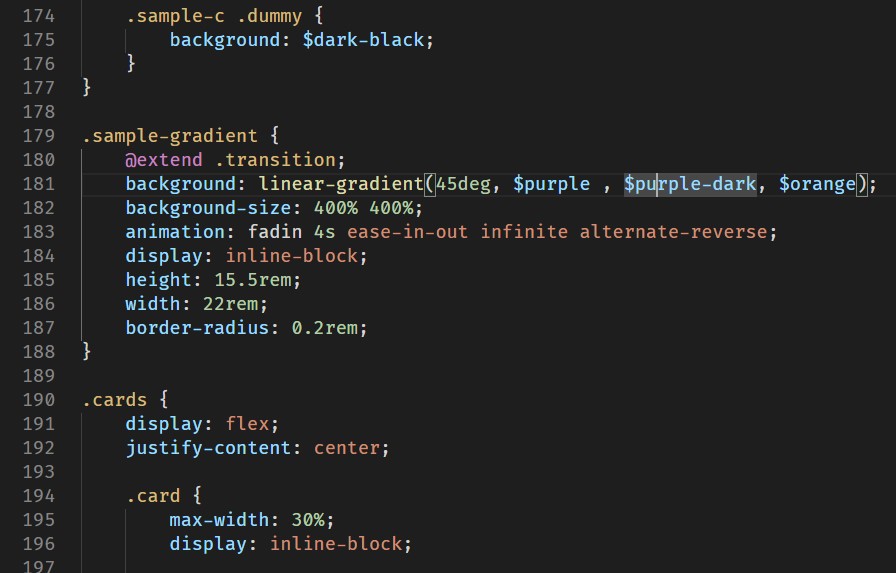 174 .sample-c .dummy {
175 background: $dark-black;
176 }
177 }
178
179 .sample-gradient {
180 @extend .transition;
181 background: linear-gradient(45deg, $purple , $purple-dark, $orange);
182 background-size: 400% 400%;
183 animation: fadin 4s ease-in-out infinite alternate-reverse;
184 display: inline-block;
185 height: 15.5rem;
186 width: 22rem;
187 border-radius: 0.2rem;
188 }
189
190 .cards {
191 display: flex;
192 justify-content: center;
193
194 .card {
195 max-width: 30%;
196 display: inline-block;
197